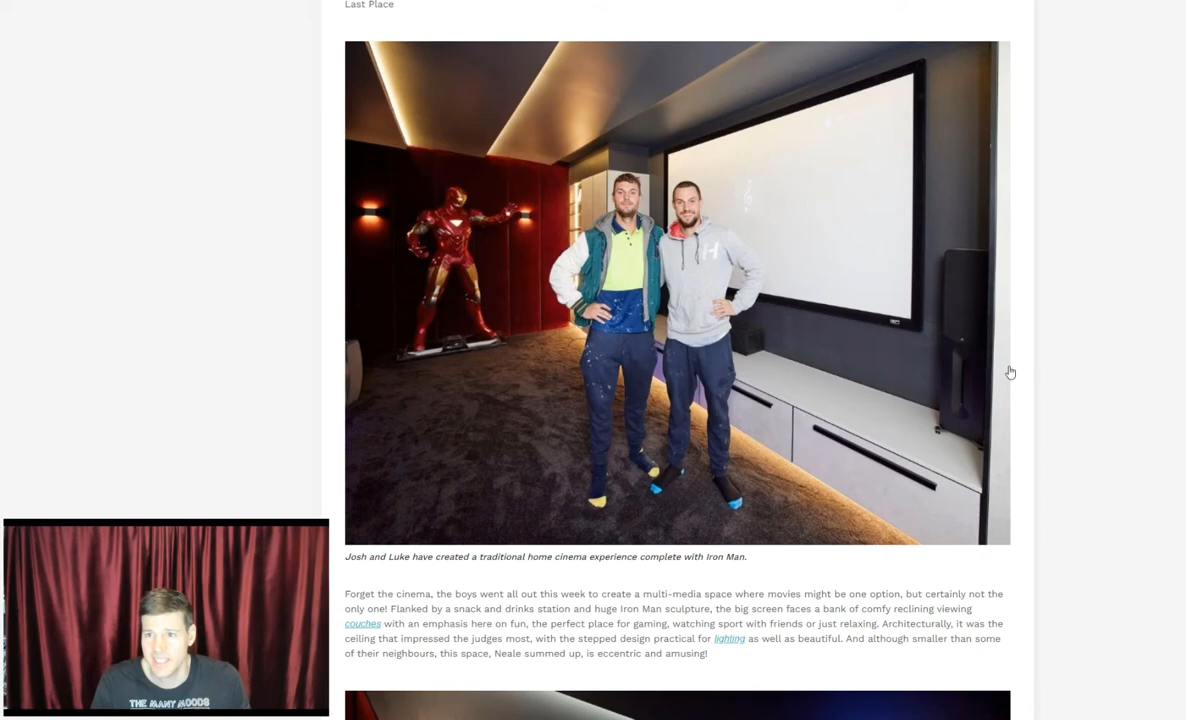 Last Place
H
Josh and Luke have created a traditional home cinema experience complete with Iron Man.
Forget the cinema, the boys went all out this week to create a multi-media space where movies might be one option, but certainly not the
only one! Flanked by a snack and drinks station and huge Iron Man sculpture, the big screen faces a bank of comfy reclining viewing
couches with an emphasis here on fun, the perfect place for gaming, watching sport with friends or just relaxing. Architecturally, it was the
ceiling that impressed the judges most, with the stepped design practical for lighting as well as beautiful. And although smaller than some
of their neighbours, this space, Neale summed up, is eccentric and amusing!
THE MANY MOODS